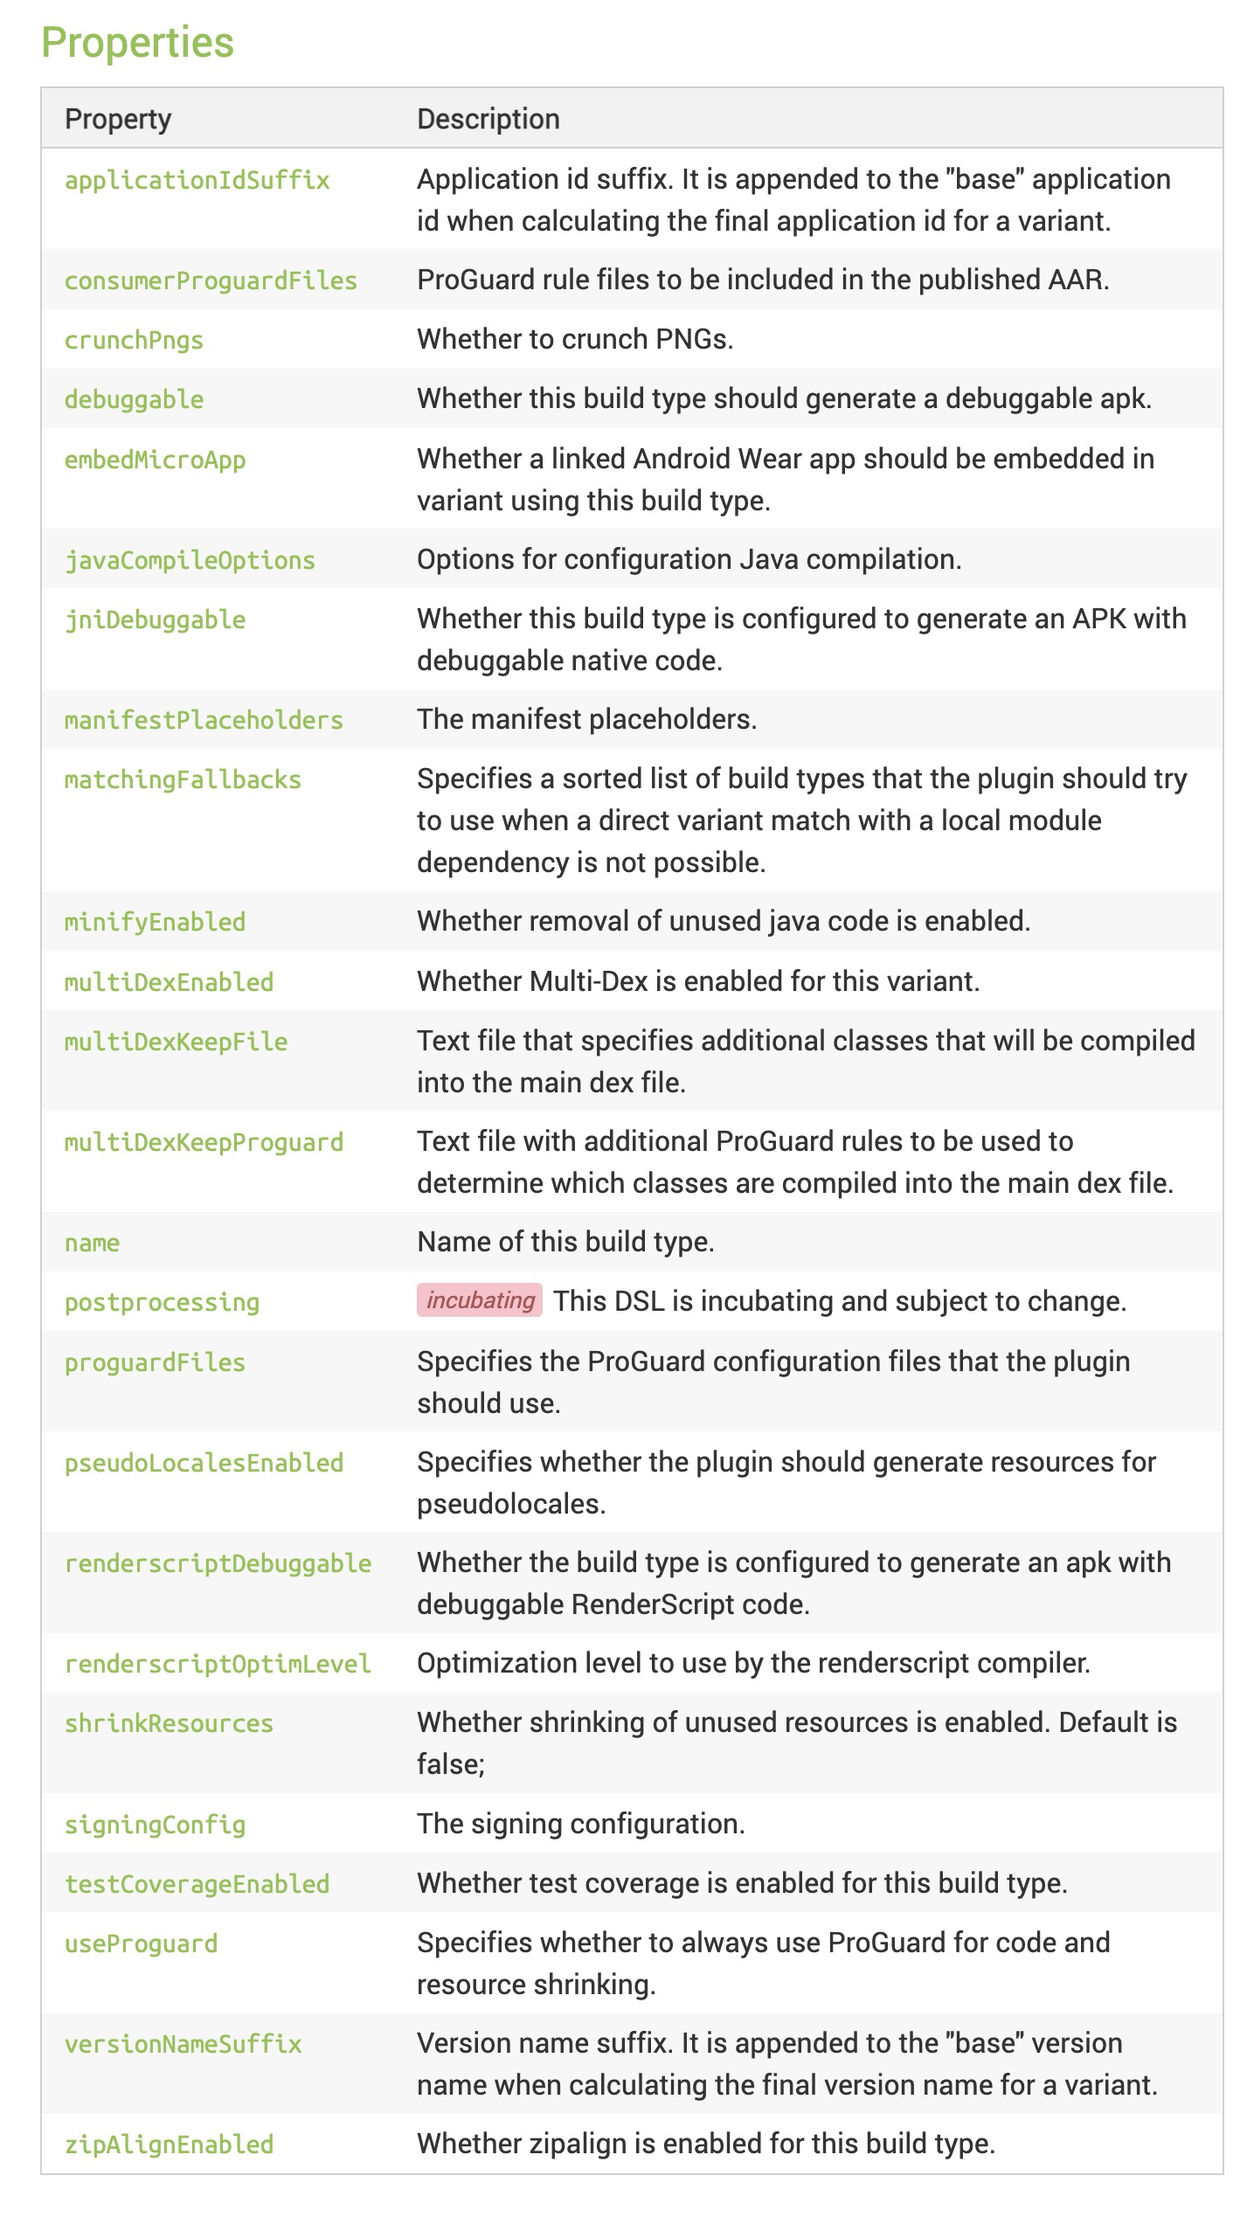 Properties
Property Description
applicationIdSuffix Application id suffix. It is appended to the "base" application
id when calculating the final application id for a variant.
consumerProguardFiles ProGuard rule files to be included in the published AAR.
crunchPngs Whether to crunch PNGs.
debuggable Whether this build type should generate a debuggable apk.
embedMicroApp Whether a linked Android Wear app should be embedded in
variant using this build type.
javaCompileOptions Options for configuration Java compilation.
jniDebuggable Whether this build type is configured to generate an APK with
debuggable native code.
manifestPlaceholders The manifest placeholders.
matchingFallbacks Specifies a sorted list of build types that the plugin should try
to use when a direct variant match with a local module
dependency is not possible.
minifyEnabled Whether removal of unused java code is enabled.
multiDexEnabled Whether Multi-Dex is enabled for this variant.
multiDexKeepFile Text file that specifies additional classes that will be compiled
into the main dex file.
multiDexKeepProguard Text file with additional ProGuard rules to be used to
determine which classes are compiled into the main dex file.
name Name of this build type.
postprocessing incubating This DSL is incubating and subject to change.
proguardFiles Specifies the ProGuard configuration files that the plugin
should use.
pseudoLocalesEnabled Specifies whether the plugin should generate resources for
pseudolocales.
renderscriptDebuggable Whether the build type is configured to generate an apk with
debuggable RenderScript code.
renderscriptOptimLevel Optimization level to use by the renderscript compiler.
shrinkResources Whether shrinking of unused resources is enabled. Default is
false;
signingConfig The signing configuration.
testCoverageEnabled Whether test coverage is enabled for this build type.
useProguard Specifies whether to always use ProGuard for code and
resource shrinking.
versionNameSuffix Version name suffix. It is appended to the "base" version
name when calculating the final version name for a variant.
zipAlignEnabled Whether zipalign is enabled for this build type.